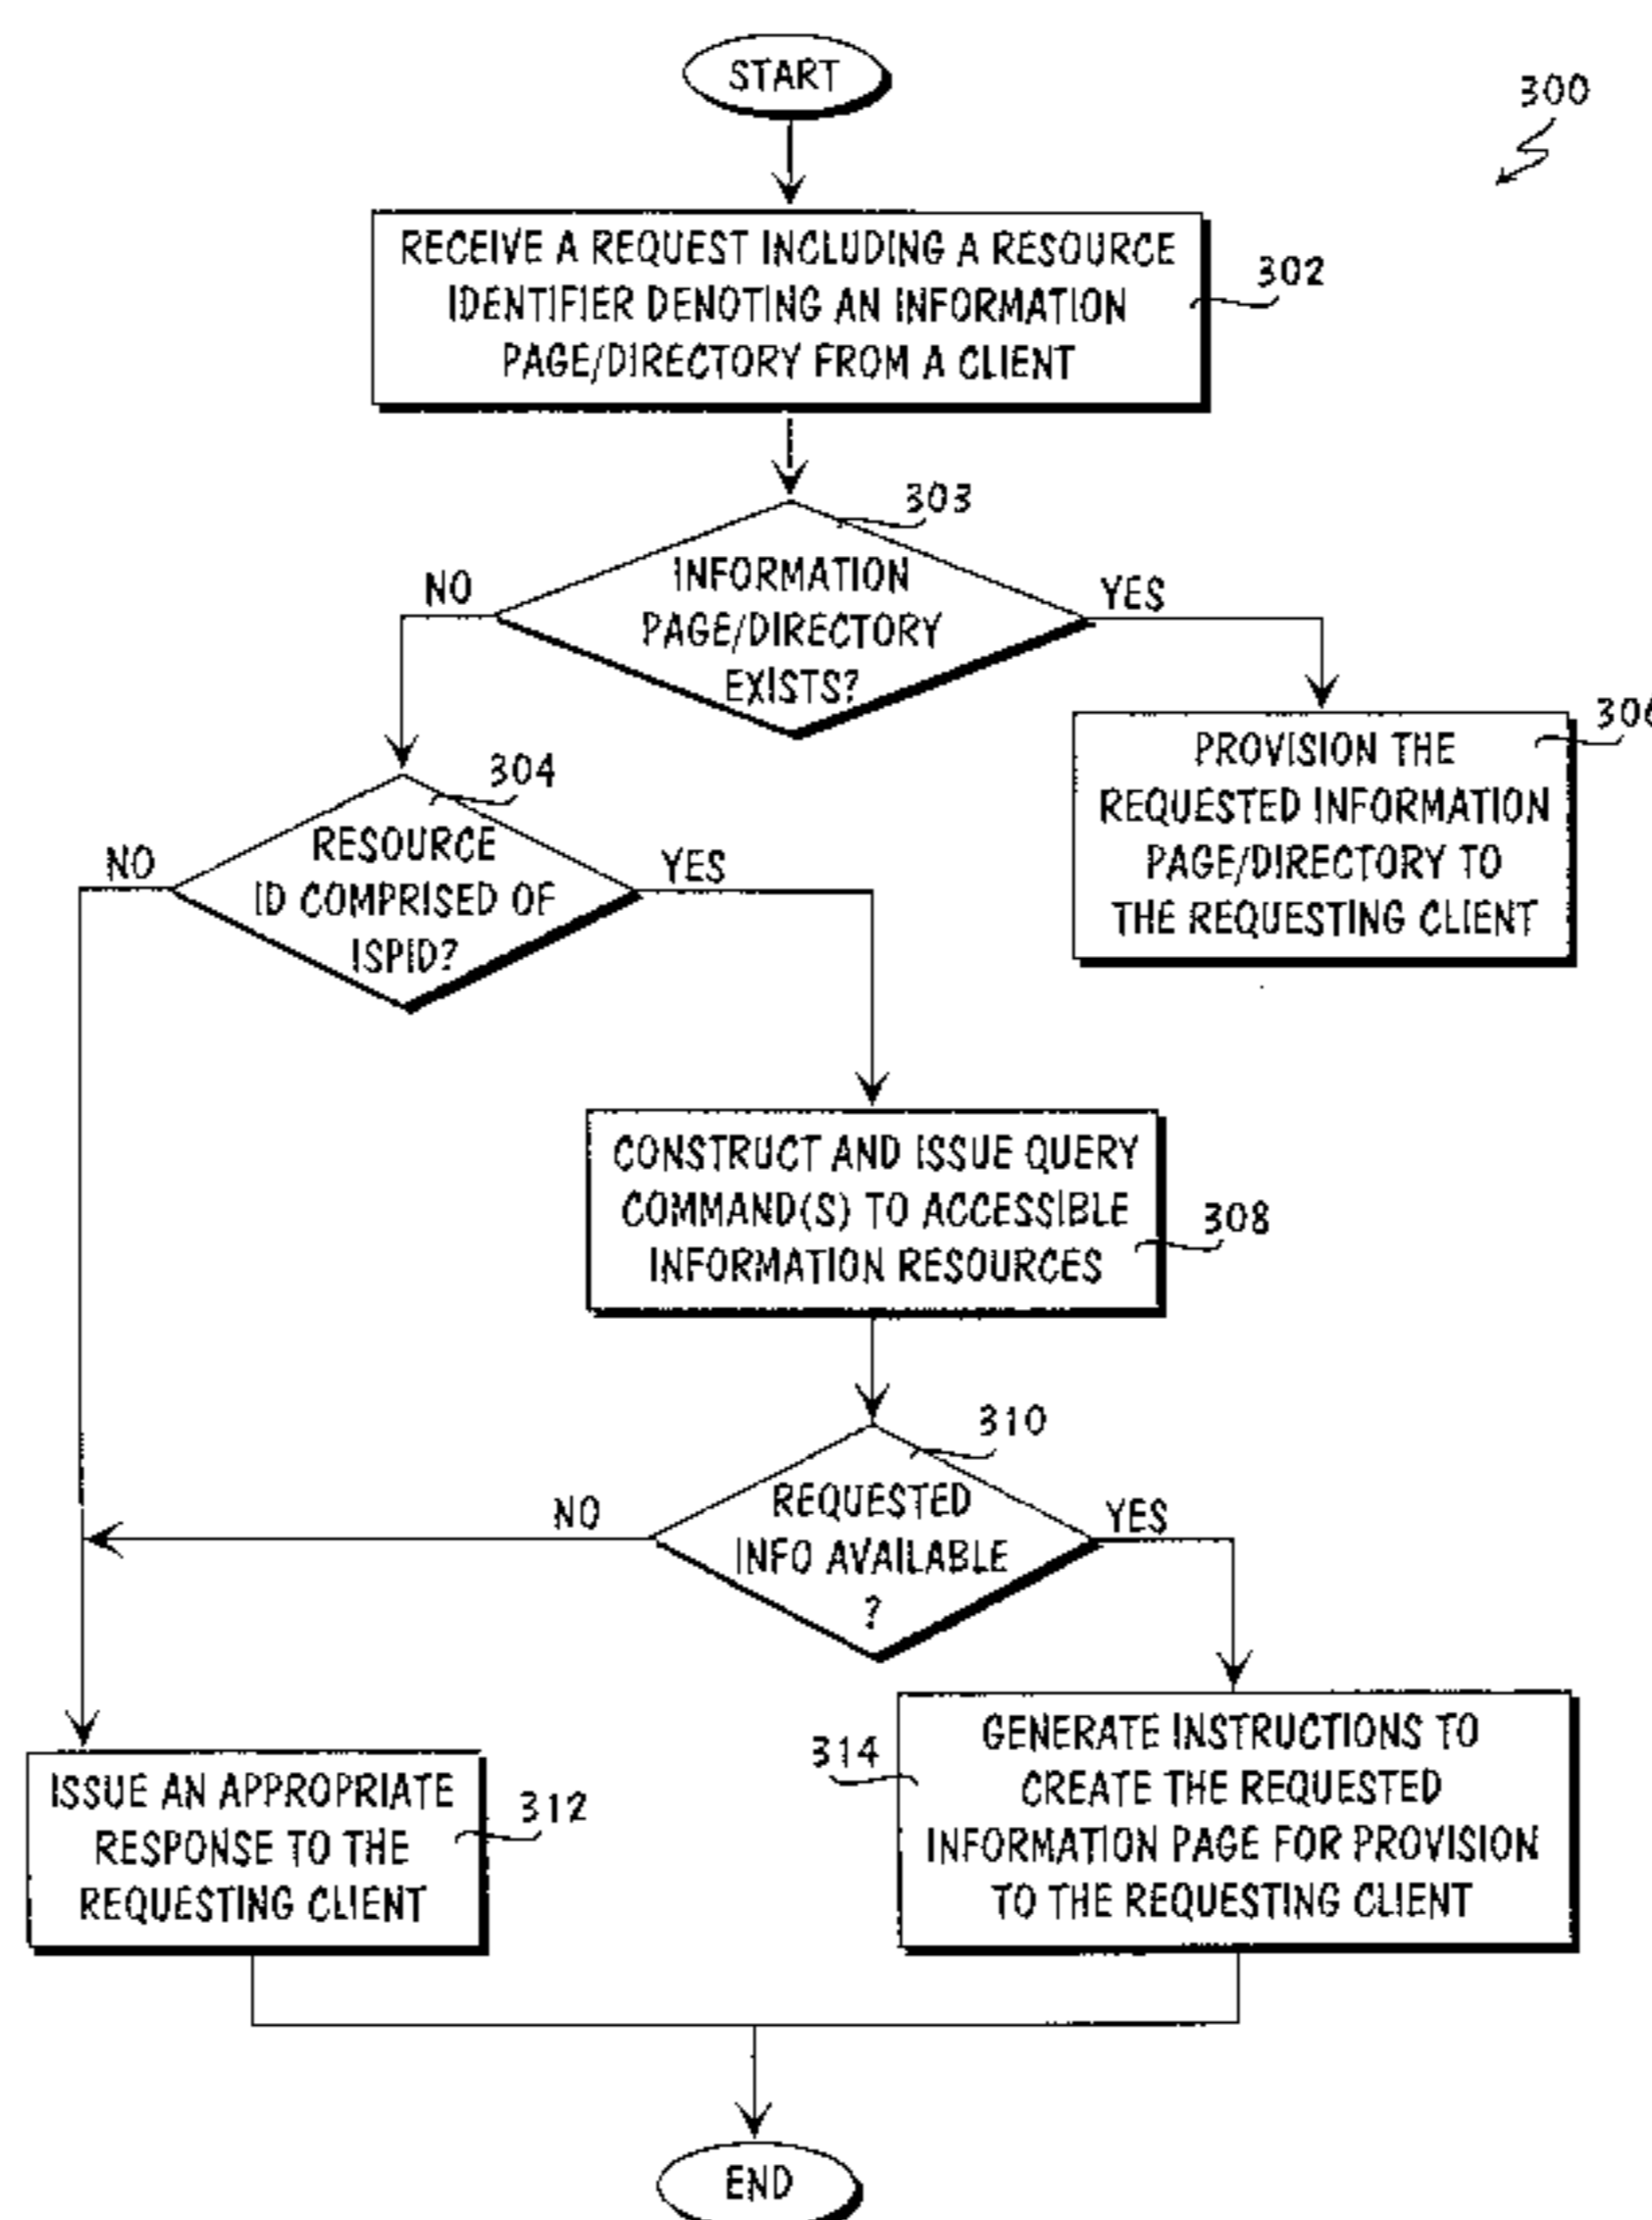 START
300
RECEIVE A REQUEST INCLUDING A RESOURCE
IDENTIFIER DENOTING AN INFORMATION
PAGE/DIRECTORY FROM A CLIENT
302
303
INFORMATION
PAGE/DIRECTORY
EXISTS?
NO
YES
306
PROVISION THE
REQUESTED INFORMATION
PAGE/DIRECTORY TO
THE REQUESTING CLIENT
304
RESOURCE
ID COMPRISED OF
ISPID?
NO
YES
CONSTRUCT AND ISSUE QUERY
COMMAND(S) TO ACCESSIBLE
INFORMATION RESOURCES
308
310
REQUESTED
INFO AVAILABLE
?
NO
YES
ISSUE AN APPROPRIATE
RESPONSE TO THE
REQUESTING CLIENT
312
314
GENERATE INSTRUCTIONS TO
CREATE THE REQUESTED
INFORMATION PAGE FOR PROVISION
TO THE REQUESTING CLIENT
END